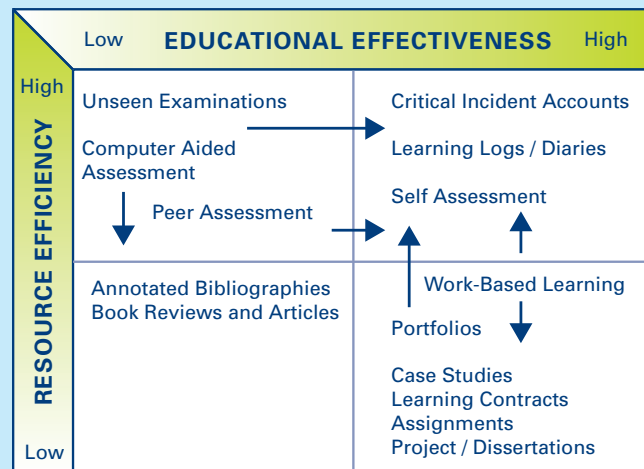 Low EDUCATIONAL EFFECTIVENESS High
High
RESOURCE EFFICIENCY
Low
Unseen Examinations
Computer Aided
Assessment
Peer Assessment
Critical Incident Accounts
Learning Logs / Diaries
Self Assessment
Annotated Bibliographies
Book Reviews and Articles
Work-Based Learning
Portfolios
Case Studies
Learning Contracts
Assignments
Project / Dissertations